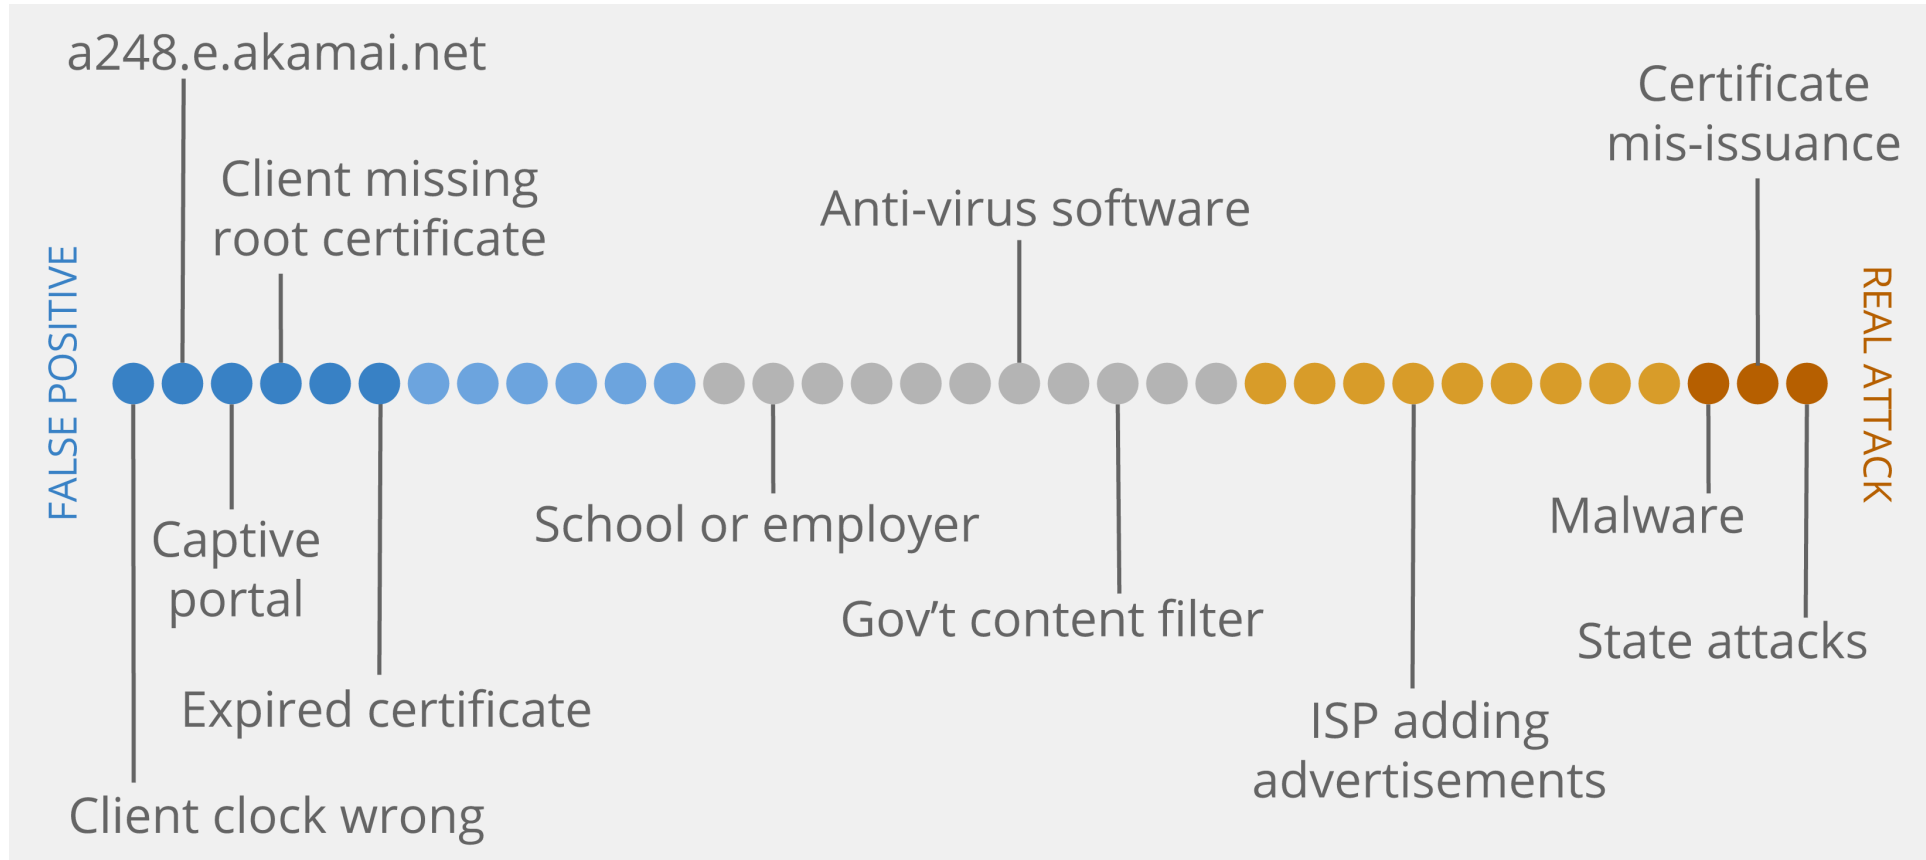 a248.e.akamai.net
Client missing
root certificate
Anti-virus software
Certificate
mis-issuance
FALSE POSITIVE
REAL ATTACK
Captive
portal
School or employer
Malware
Gov’t content filter
State attacks
Expired certificate
ISP adding
advertisements
Client clock wrong